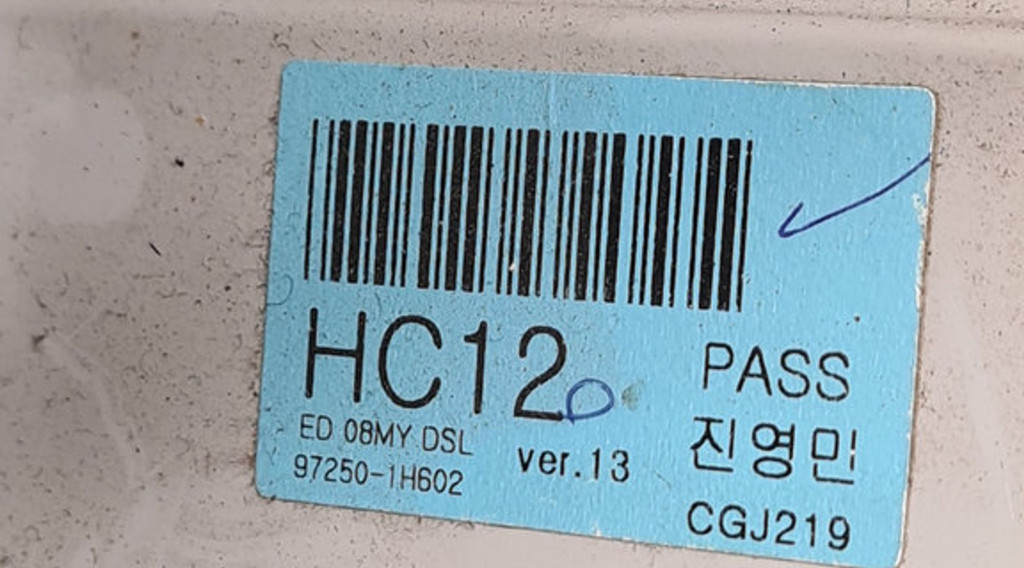 HC12
PASS
ED 08MY DSL
진영민
97250-1H602
ver.13
CGJ219